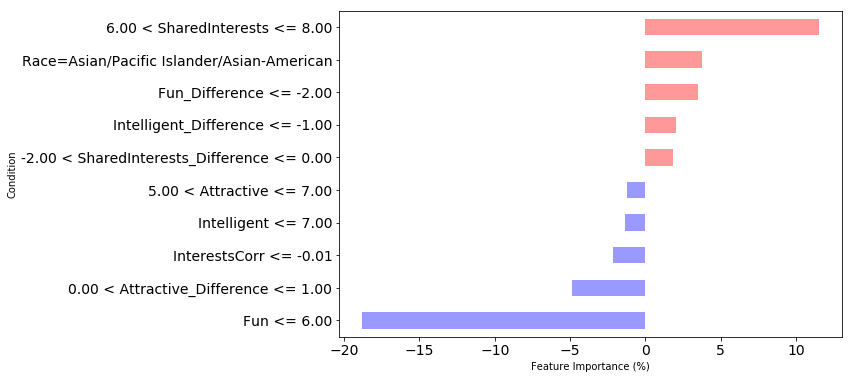 6.00 < SharedInterests <= 8.00
Race=Asian/Pacific Islander/Asian-American
Fun_Difference <= -2.00
Intelligent_Difference <= -1.00
-2.00 < SharedInterests_Difference <= 0.00
5.00 < Attractive <= 7.00
Intelligent <= 7.00
InterestsCorr <= -0.01
0.00 < Attractive_Difference <= 1.00
Fun <= 6.00
Condition
−20 −15 −10 −5 0 5 10
Feature Importance (%)